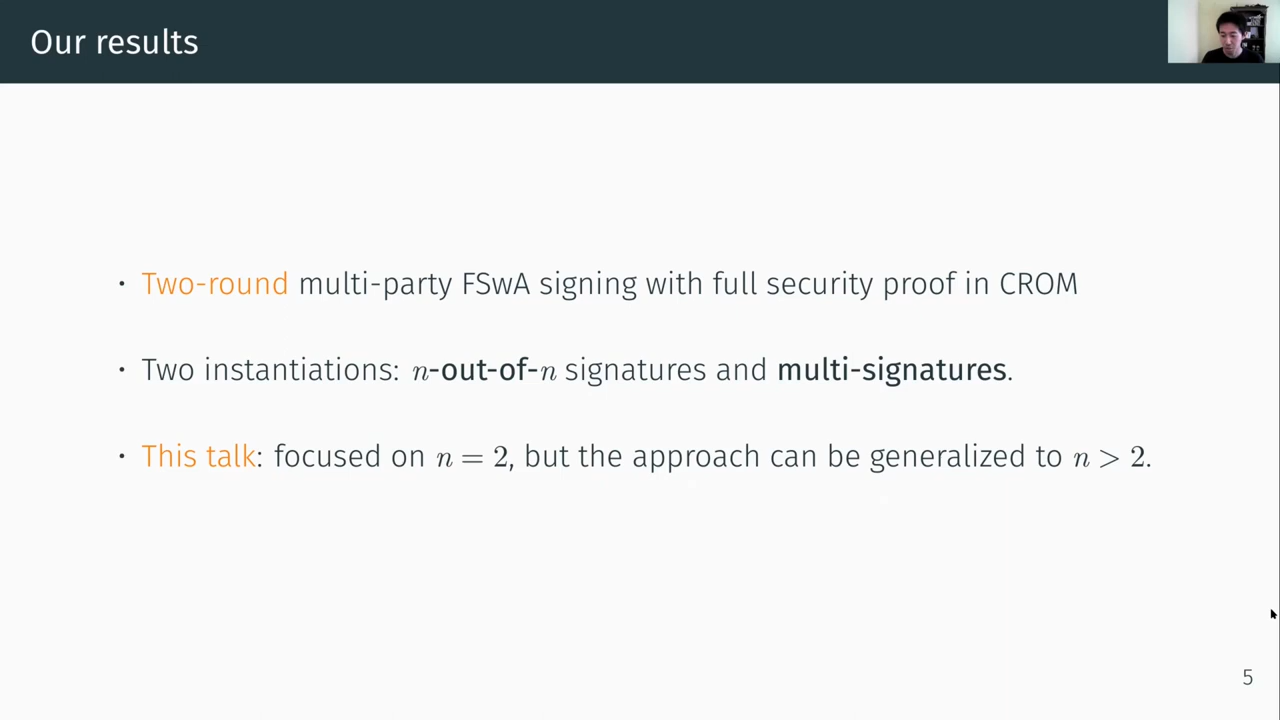 Our results
· Two-round multi-party FSwA signing with full security proof in CROM
· Two instantiations: n-out-of-n signatures and multi-signatures.
· This talk: focused on n = 2, but the approach can be generalized to n > 2.
5